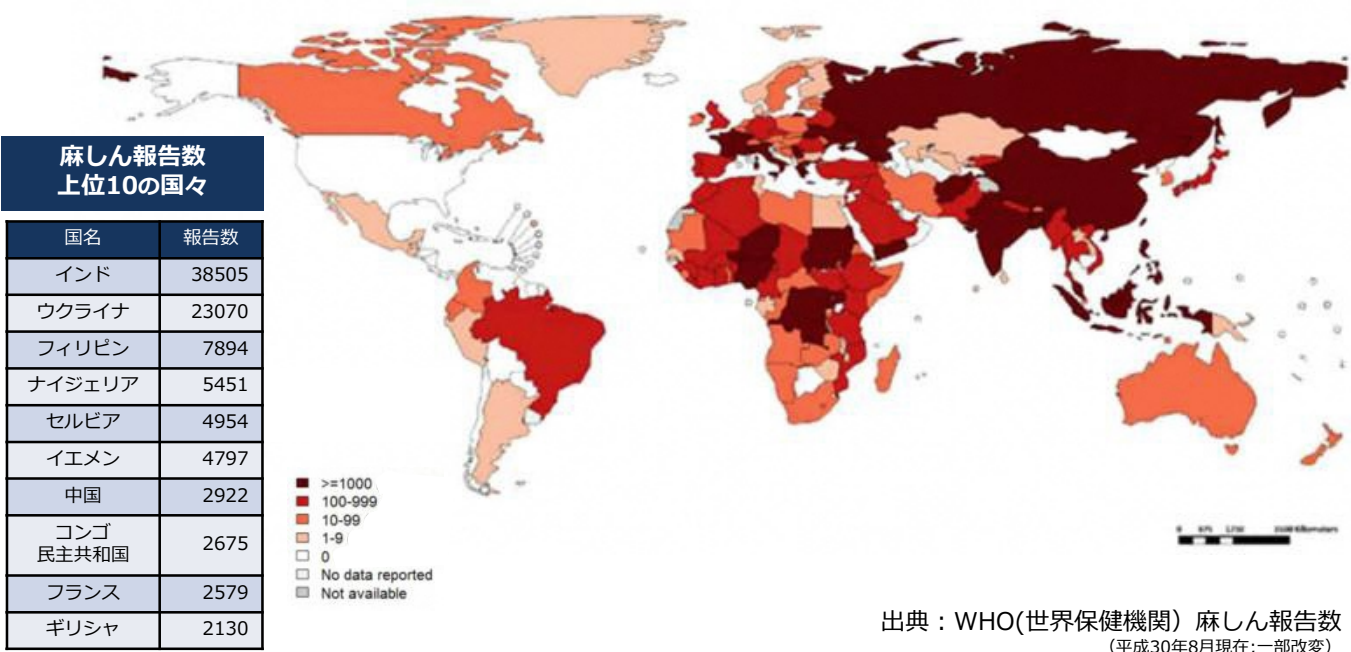 麻しん報告数
上位10の国々
国名 報告数
インド 38505
ウクライナ 23070
フィリピン 7894
ナイジェリア 5451
セルビア 4954
イエメン 4797
中国 2922
コンゴ
民主共和国 2675
フランス 2579
ギリシャ 2130
>=1000
100-999
10-99
1-9
0
No data reported
Not available
出典：WHO(世界保健機関）麻しん報告数
（平成30年8月現在:一部改変）